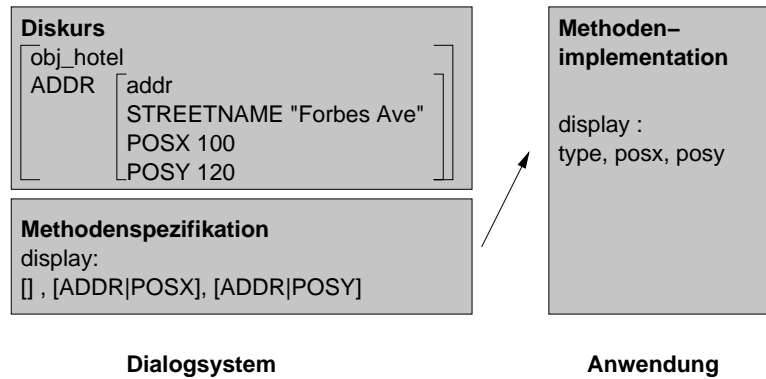 Diskurs
obj_hotel
ADDR addr
STREETNAME "Forbes Ave"
POSX 100
POSY 120
Methodenspezifikation
display:
[] , [ADDR|POSX], [ADDR|POSY]
Dialogsystem
Methoden–
implementation
display :
type, posx, posy
Anwendung